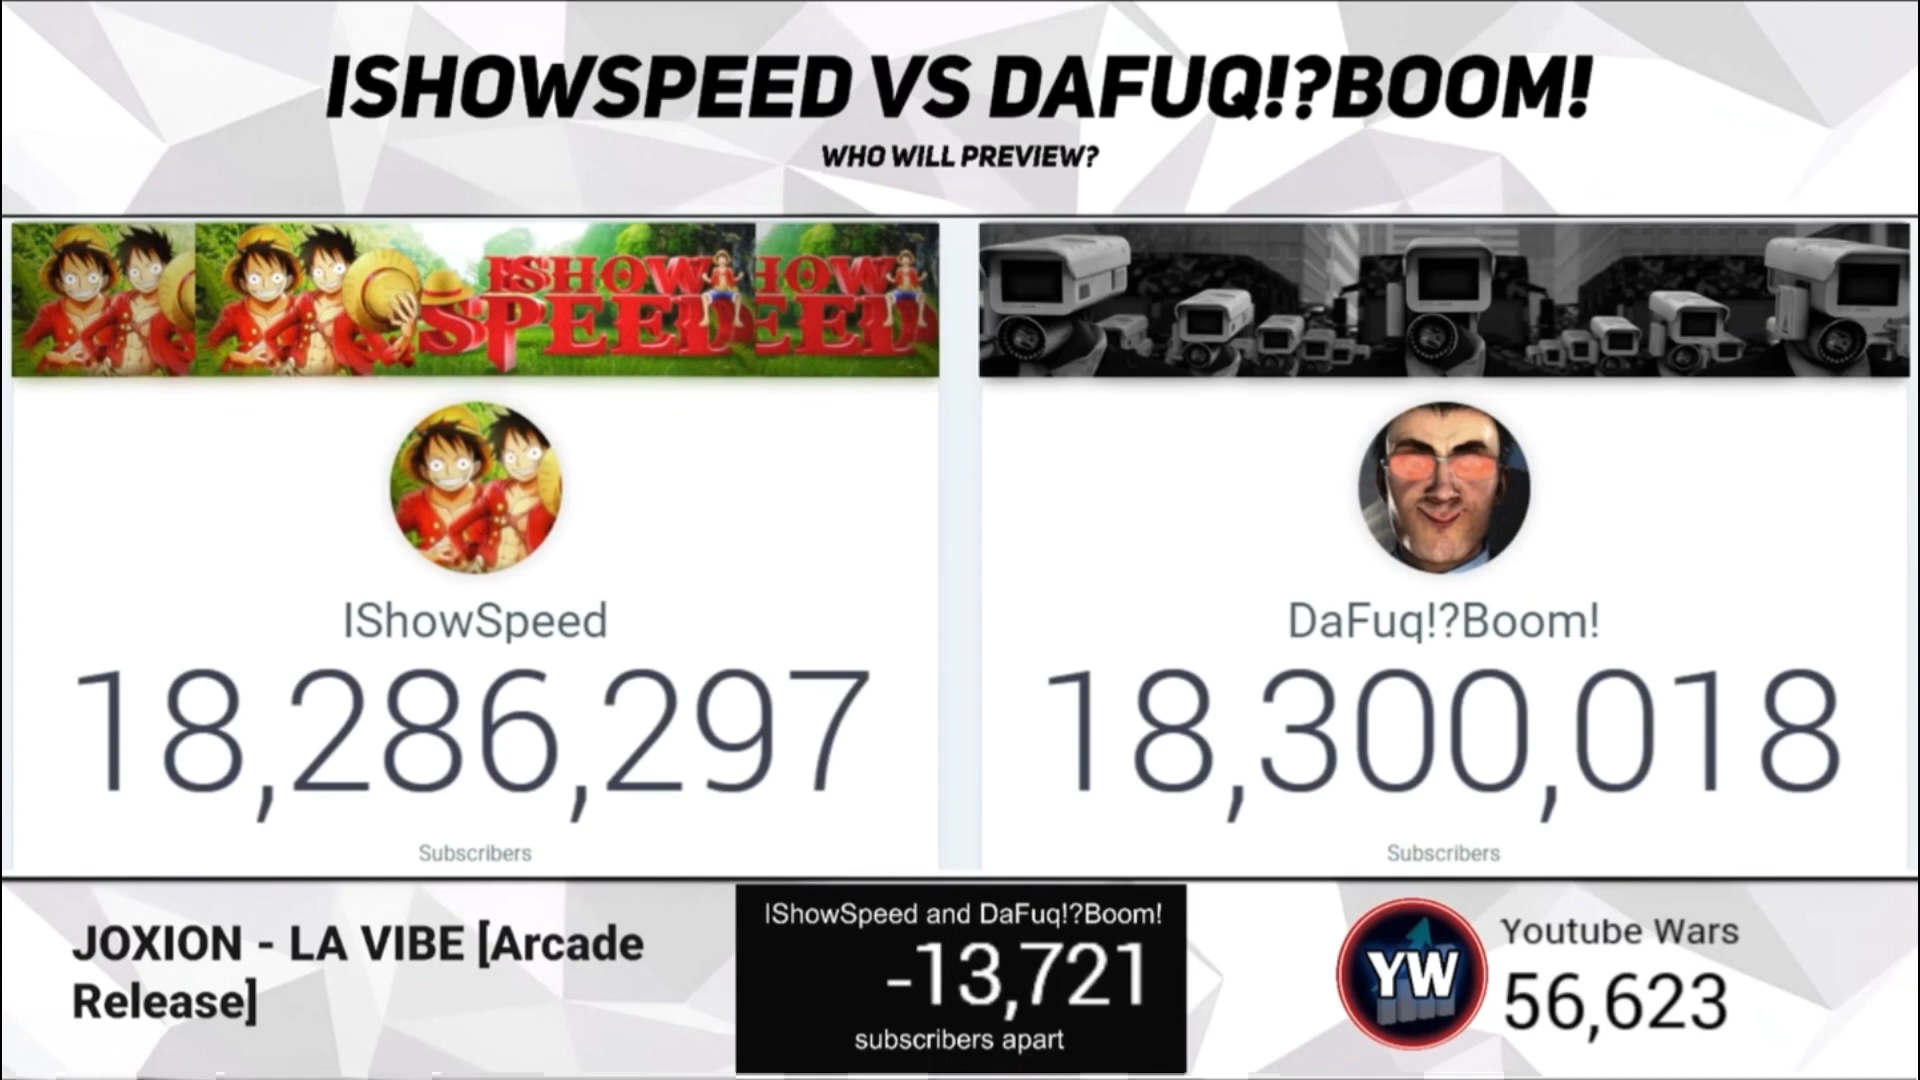 ISHOWSPEED VS DAFUQ!?BOOM!
WHO WILL PREVIEW?
ISHOW HOW
SPEED EED
IShowSpeed
18,286,297
Subscribers
DaFuq!?Boom!
18,300,018
Subscribers
JOXION - LA VIBE [Arcade
Release]
IShowSpeed and DaFuq!?Boom!
-13,721
subscribers apart
YW
Youtube Wars
56,623